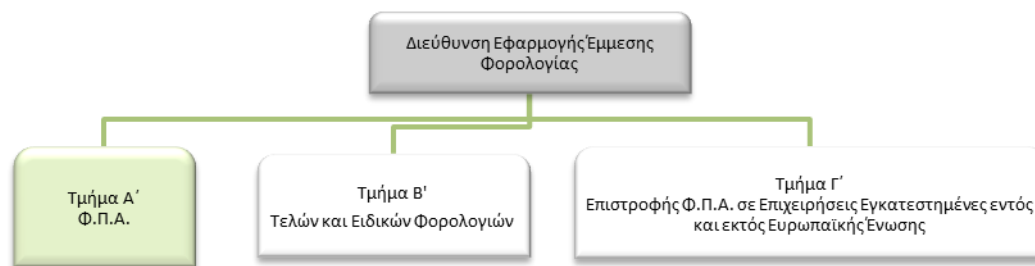 Διεύθυνση Εφαρμογής Έμμεσης
Φορολογίας
Τμήμα Α΄
Φ.Π.Α.
Τμήμα Β'
Τελών και Ειδικών Φορολογιών
Τμήμα Γ΄
Επιστροφής Φ.Π.Α. σε Επιχειρήσεις Εγκατεστημένες εντός
και εκτός Ευρωπαϊκής Ένωσης